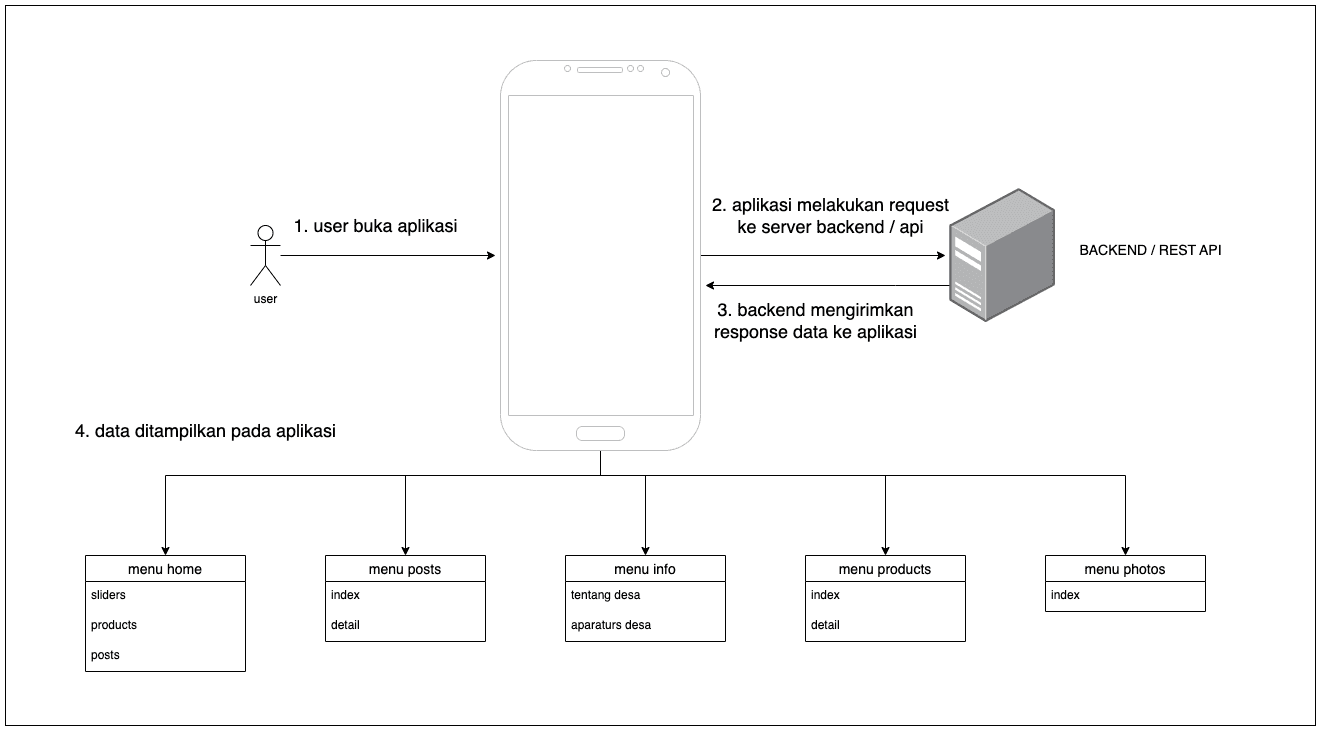 1. user buka aplikasi
user
2. aplikasi melakukan request
ke server backend / api
BACKEND / REST API
3. backend mengirimkan
response data ke aplikasi
4. data ditampilkan pada aplikasi
menu home
sliders
products
posts
menu posts
index
detail
menu info
tentang desa
aparaturs desa
menu products
index
detail
menu photos
index